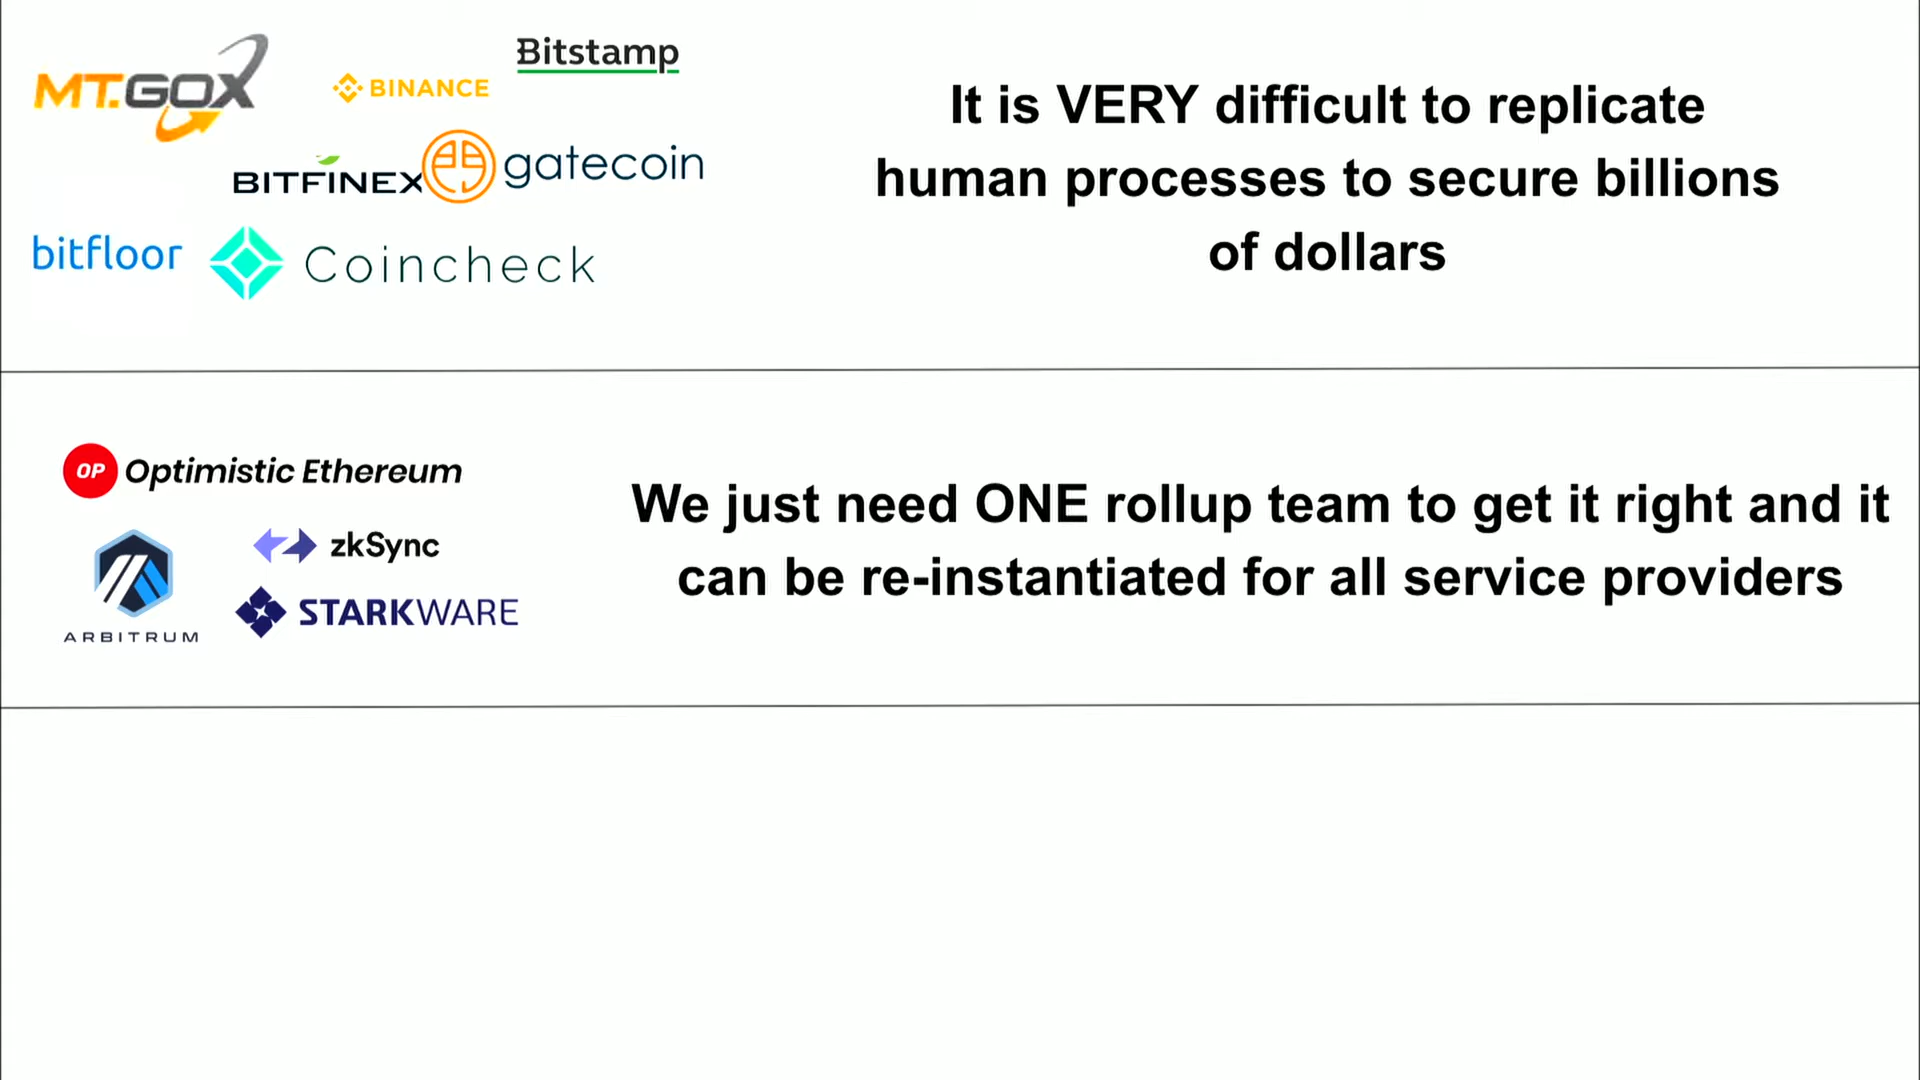 MT.GOX
BINANCE
Bitstamp
BITFINEX
gatecoin
bitfloor
Coincheck
It is VERY difficult to replicate
human processes to secure billions
of dollars
OP Optimistic Ethereum
zkSync
ARBITRUM
STARKWARE
We just need ONE rollup team to get it right and it
can be re-instantiated for all service providers